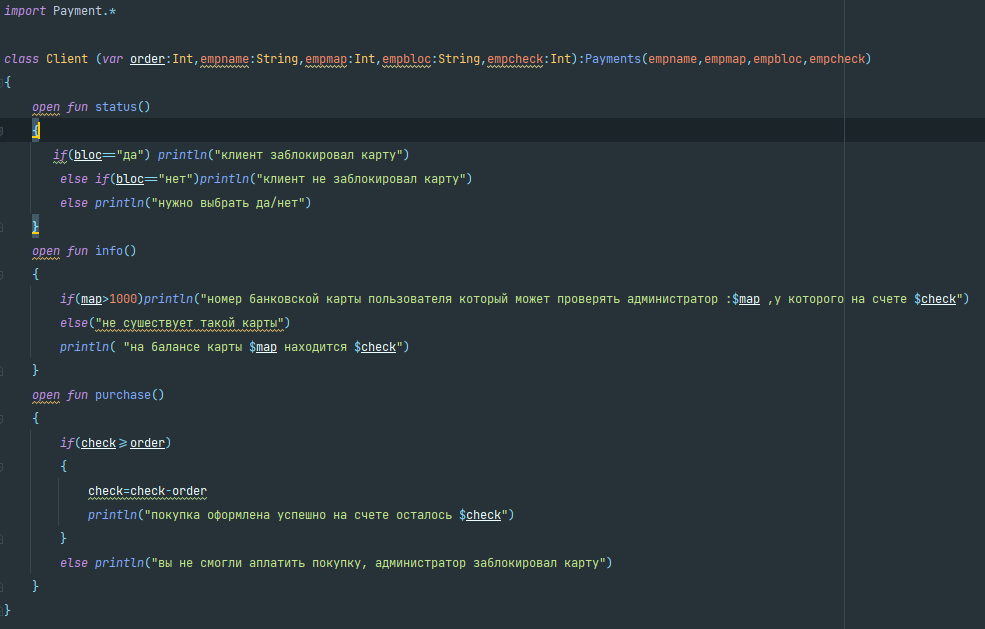 import Payment.*
class Client (var order:Int,empname:String,empmap:Int,empbloc:String,empcheck:Int):Payments(empname,empmap,empbloc,empcheck)
{
open fun status()
{
if(bloc=="да") println("клиент заблокировал карту")
else if(bloc=="нет")println("клиент не заблокировал карту")
else println("нужно выбрать да/нет")
}
open fun info()
{
if(map>1000)println("номер банковской карты пользователя который может проверять администратор :$map ,у которого на счете $check")
else("не сушествует такой карты")
println( "на балансе карты $map находится $check")
}
open fun purchase()
{
if(check>=order)
{
check=check-order
println("покупка оформлена успешно на счете осталось $check")
}
else println("вы не смогли аплатить покупку, администратор заблокировал карту")
}
}